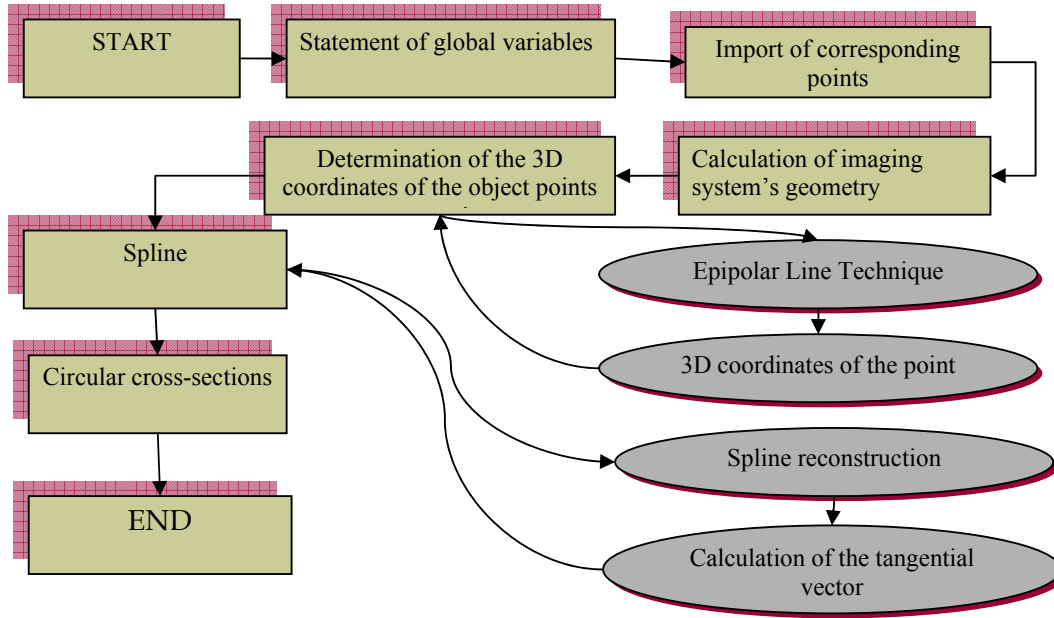 START
Statement of global variables
Import of corresponding
points
Calculation of imaging
system’s geometry
Determination of the 3D
coordinates of the object points
Epipolar Line Technique
3D coordinates of the point
Spline
Spline reconstruction
Calculation of the tangential
vector
Circular cross-sections
END